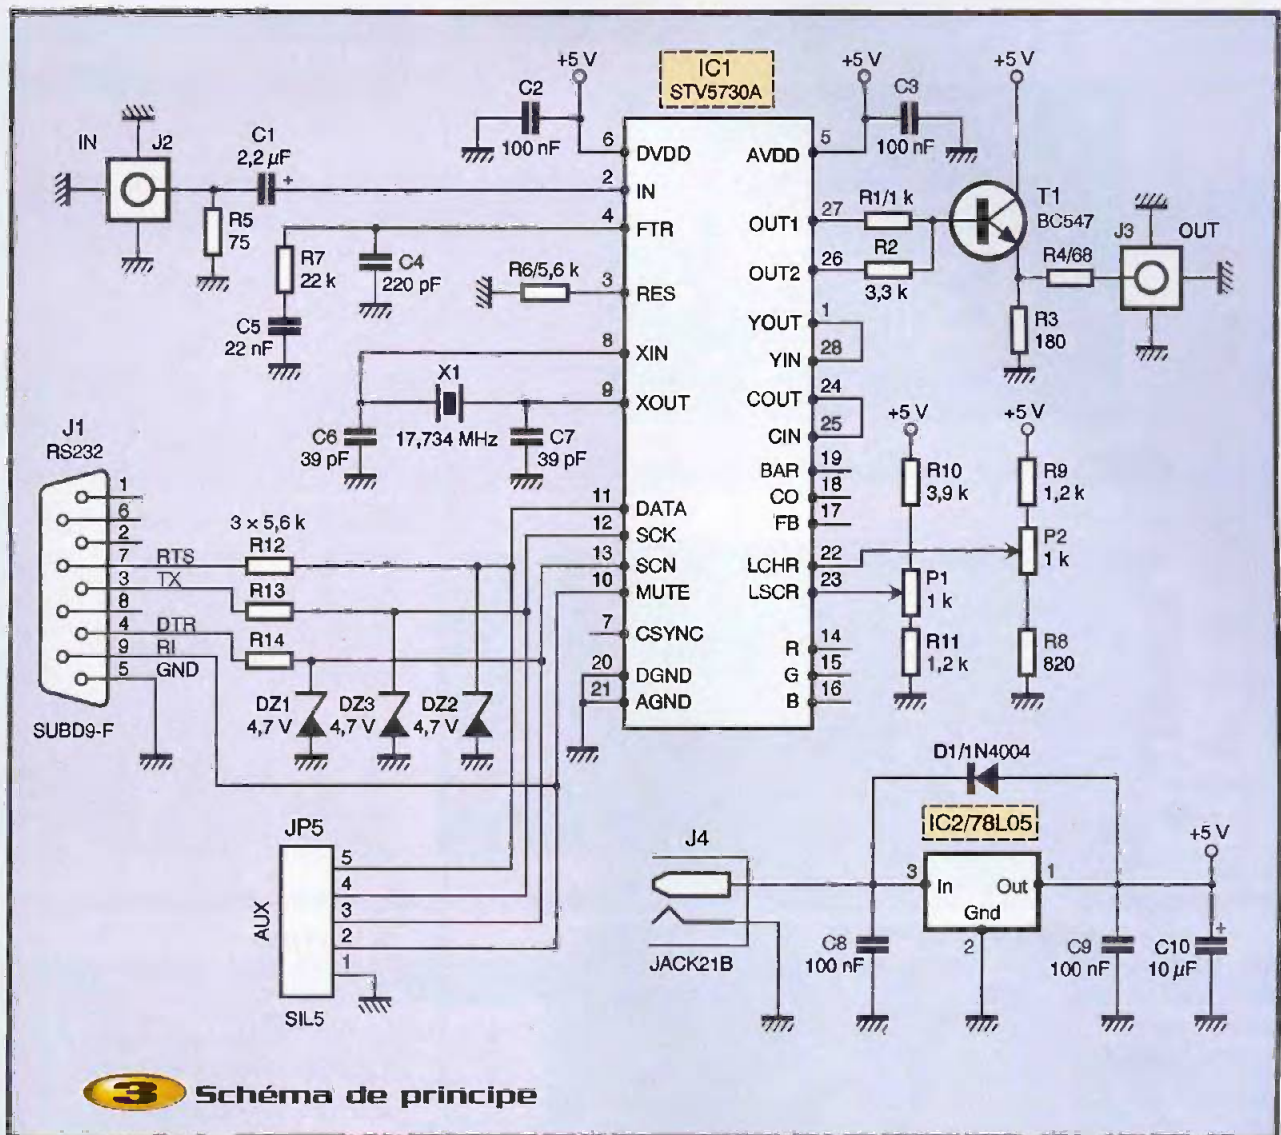 +5 V
IC1
STV5730A
+5 V
+5 V
C2
100 nF
C3
100 nF
IN
J2
C1
2,2 µF
+
R5
75
6
DVDD
AVDD
5
2
IN
4
FTR
OUT1
27
R1/1 k
T1
BC547
R7
22 k
C4
220 pF
R6/5,6 k
3
RES
OUT2
26
R2
3,3 k
J3
OUT
R4/68
R3
180
C5
22 nF
YOUT
1
YIN
28
8
XIN
X1
17,734 MHz
9
XOUT
COUT
24
CIN
25
C6
39 pF
C7
39 pF
BAR
19
CO
18
FB
17
+5 V
+5 V
R10
3,9 k
R9
1,2 k
J1
RS232
1
6
2
7
RTS
3
TX
8
4
DTR
9
RI
5
GND
SUBD9-F
3 × 5,6 k
R12
R13
R14
11
DATA
12
SCK
13
SCN
10
MUTE
LCHR
22
LSCR
23
P2
1 k
P1
1 k
R11
1,2 k
R8
820
7
CSYNC
R
14
20
DGND
G
15
21
AGND
B
16
DZ1
4,7 V
DZ3
4,7 V
DZ2
4,7 V
JP5
AUX
5
4
3
2
1
SIL5
D1/1N4004
IC2/78L05
J4
JACK21B
3
In
Out
1
Gnd
2
+5 V
C8
100 nF
C9
100 nF
C10
10 µF
+
3 Schéma de principe